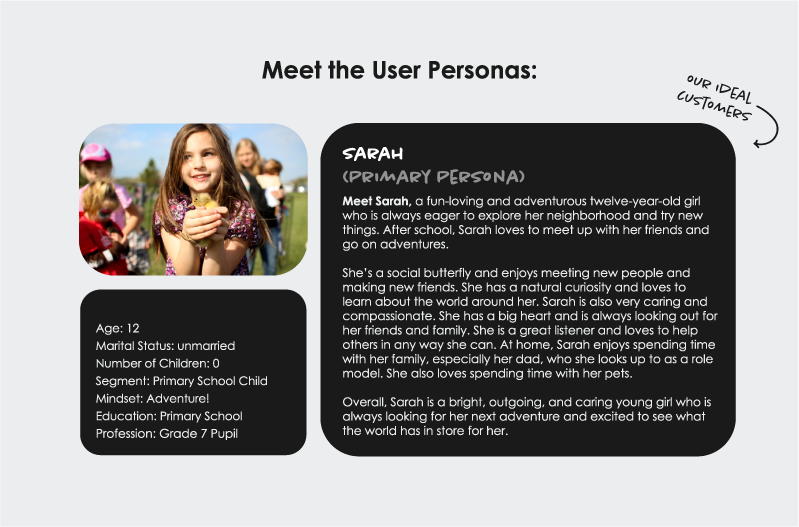 Meet the User Personas:
OUR IDEAL
CUSTOMERS
SARAH
(PRIMARY PERSONA)
Meet Sarah, a fun-loving and adventurous twelve-year-old girl
who is always eager to explore her neighborhood and try new
things. After school, Sarah loves to meet up with her friends and
go on adventures.
She's a social butterfly and enjoys meeting new people and
making new friends. She has a natural curiosity and loves to
learn about the world around her. Sarah is also very caring and
compassionate. She has a big heart and is always looking out for
her friends and family. She is a great listener and loves to help
others in any way she can. At home, Sarah enjoys spending time
with her family, especially her dad, who she looks up to as a role
model. She also loves spending time with her pets.
Overall, Sarah is a bright, outgoing, and caring young girl who is
always looking for her next adventure and excited to see what
the world has in store for her.
Age: 12
Marital Status: unmarried
Number of Children: 0
Segment: Primary School Child
Mindset: Adventure!
Education: Primary School
Profession: Grade 7 Pupil